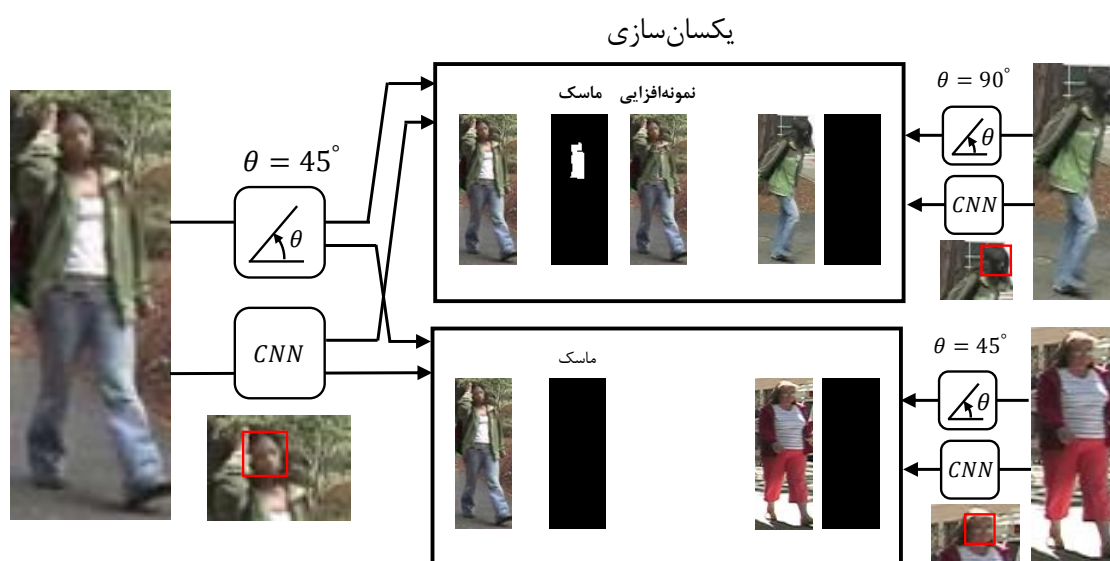 یکسان‌سازی
θ = 45°
θ
CNN
ماسک
نمونه‌افزایی
θ = 90°
θ
CNN
ماسک
θ = 45°
θ
CNN